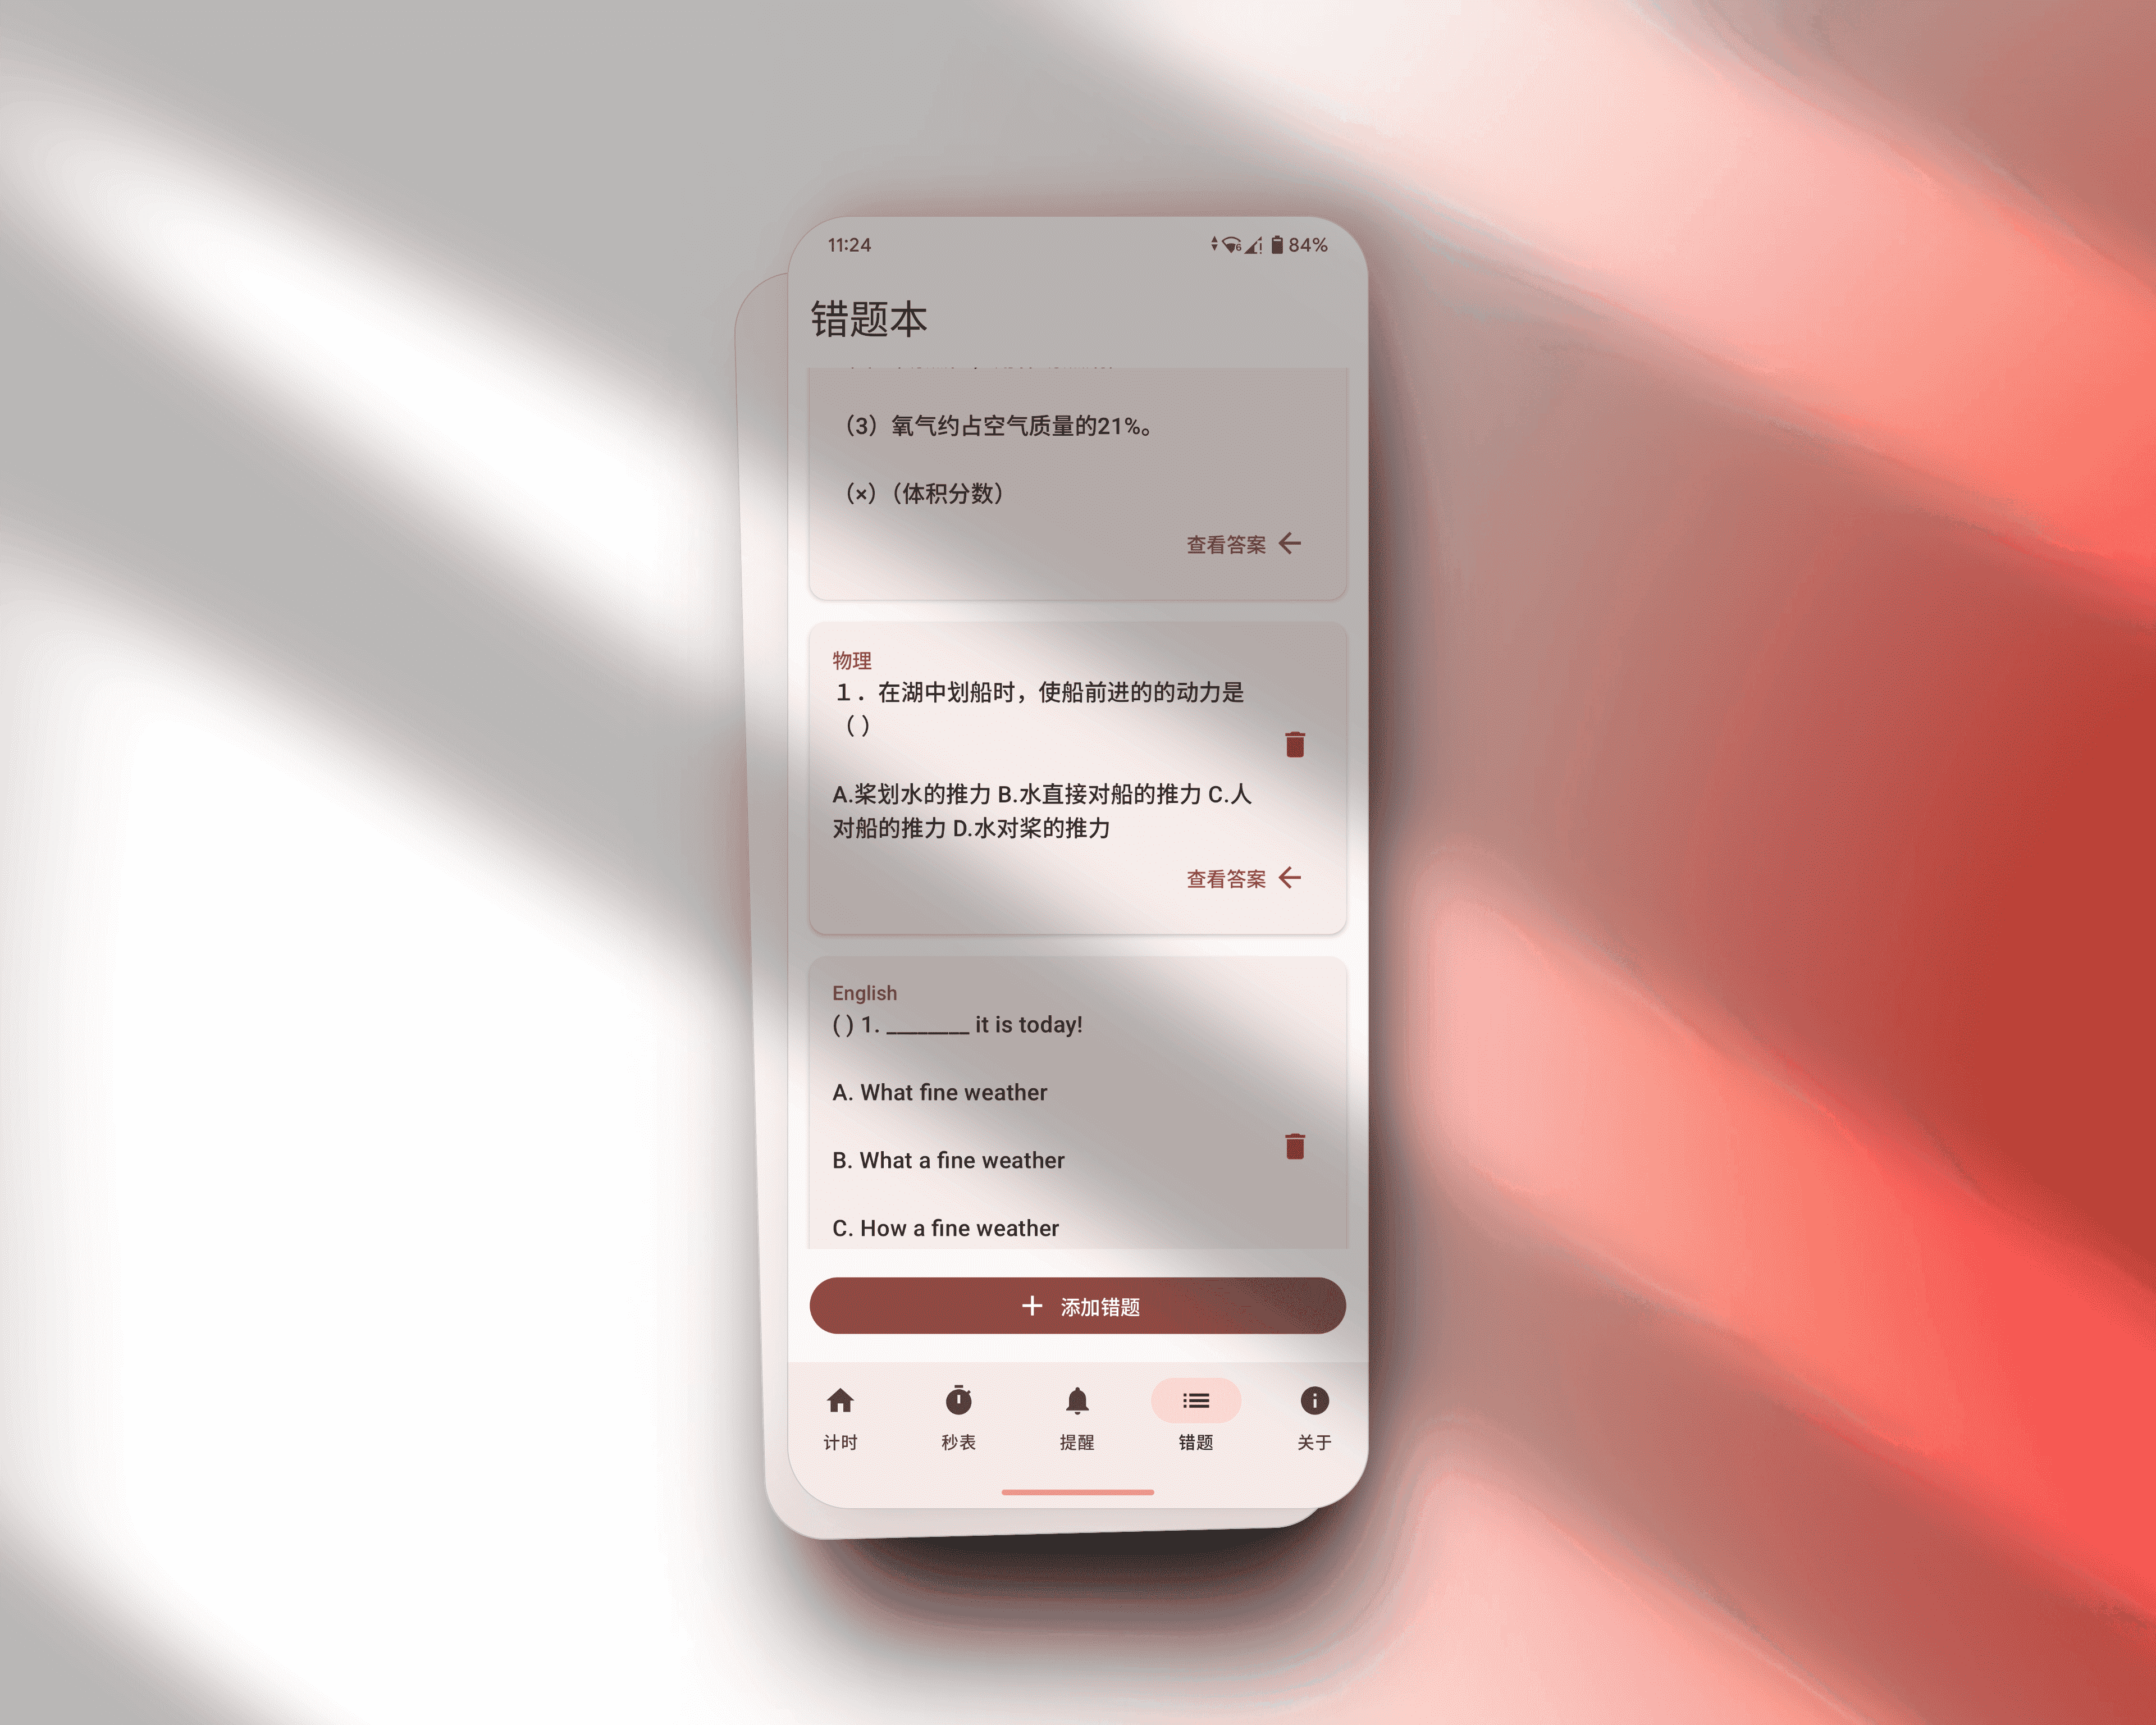 11:24
84%
错题本
（3）氧气约占空气质量的21%。
（×）（体积分数）
查看答案
物理
１．在湖中划船时，使船前进的的动力是
（ ）
A.桨划水的推力 B.水直接对船的推力 C.人
对船的推力 D.水对桨的推力
查看答案
English
( ) 1. ________ it is today!
A. What fine weather
B. What a fine weather
C. How a fine weather
添加错题
计时 秒表 提醒 错题 关于